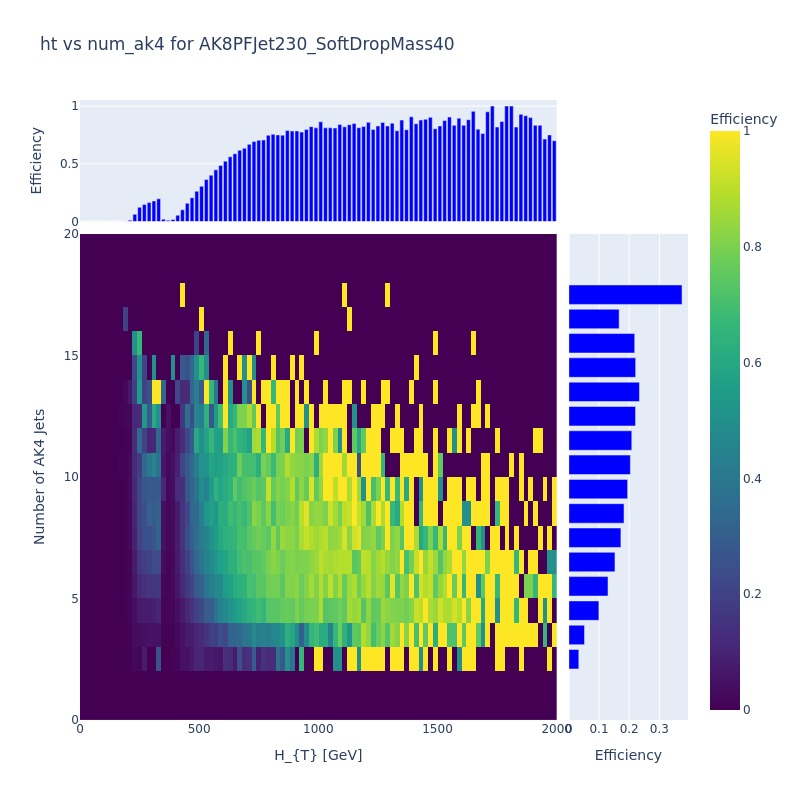 ht vs num_ak4 for AK8PFJet230_SoftDropMass40
Efficiency
1
0.5
0
Efficiency
1
0.8
0.6
0.4
0.2
0
20
15
10
5
0
Number of AK4 Jets
0 500 1000 1500 2000
H_{T} [GeV]
0 0.1 0.2 0.3
Efficiency